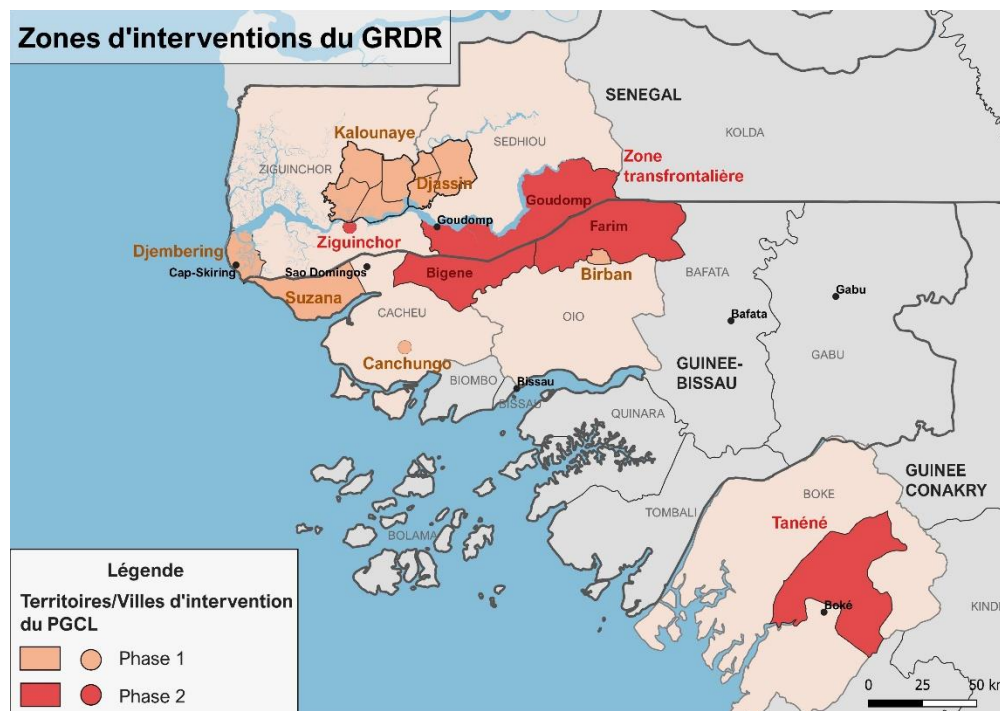 Zones d'interventions du GRDR
SENEGAL
KOLDA
Kalounaye
SEDHIOU
ZIGUINCHOR
Djassin
Zone
transfrontalière
Goudomp
Goudomp
Ziguinchor
Farim
Djembering
Cap-Skiring
Sao Domingos
Bigene
Birban
BAFATA
Suzana
CACHEU
OIO
Bafata
Gabu
GABU
Canchungo
GUINEE-
BISSAU
BIOMBO
Bissau
BISSAU
QUINARA
GUINEE
CONAKRY
BOKE
TOMBALI
Tanéné
BOLAMA
Boké
KIND
Légende
Territoires/Villes d'intervention
du PGCL
Phase 1
Phase 2
0 25 50 km